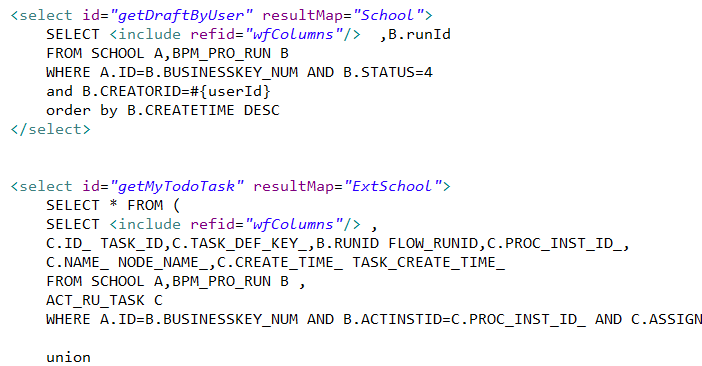 <select id="getDraftByUser" resultMap="School">
SELECT <include refid="wfColumns"/>  ,B.runId
FROM SCHOOL A,BPM_PRO_RUN B
WHERE A.ID=B.BUSINESSKEY_NUM AND B.STATUS=4
and B.CREATORID=#{userId}
order by B.CREATETIME DESC
</select>
<select id="getMyTodoTask" resultMap="ExtSchool">
SELECT * FROM (
SELECT <include refid="wfColumns"/> ,
C.ID_ TASK_ID,C.TASK_DEF_KEY_,B.RUNID FLOW_RUNID,C.PROC_INST_ID_,
C.NAME_ NODE_NAME_,C.CREATE_TIME_ TASK_CREATE_TIME_
FROM SCHOOL A,BPM_PRO_RUN B ,
ACT_RU_TASK C
WHERE A.ID=B.BUSINESSKEY_NUM AND B.ACTINSTID=C.PROC_INST_ID_ AND C.ASSIGN
union